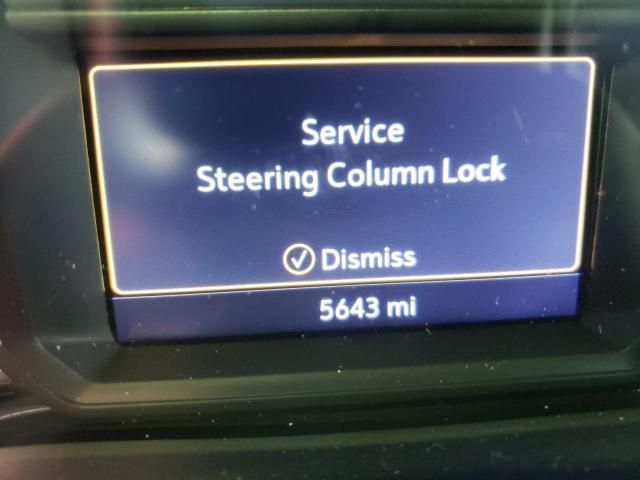 Service
Steering Column Lock
Dismiss
5643 mi